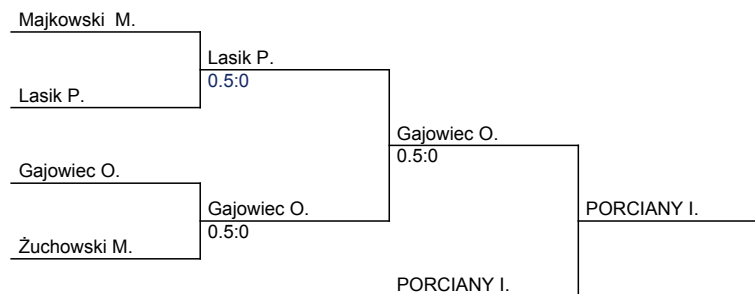 Majkowski M.
Lasik P.
0.5:0
Lasik P.
Gajowiec O.
0.5:0
Gajowiec O.
Gajowiec O.
PORCIANY I.
0.5:0
Żuchowski M.
PORCIANY I.